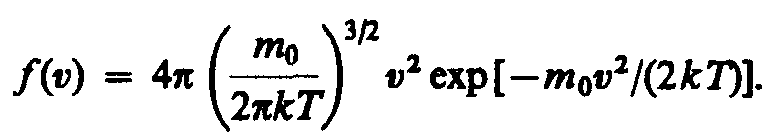 f(v) = 4π (m₀/2πkT)^{3/2} v² exp[−m₀v²/(2kT)].